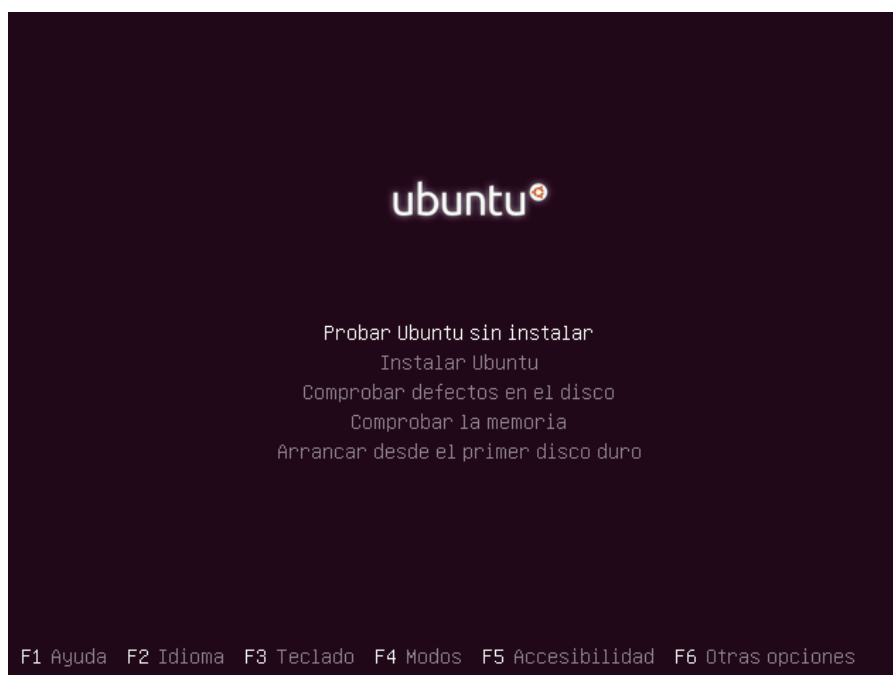 ubuntu
Probar Ubuntu sin instalar
Instalar Ubuntu
Comprobar defectos en el disco
Comprobar la memoria
Arrancar desde el primer disco duro
F1 Ayuda F2 Idioma F3 Teclado F4 Modos F5 Accesibilidad F6 Otras opciones